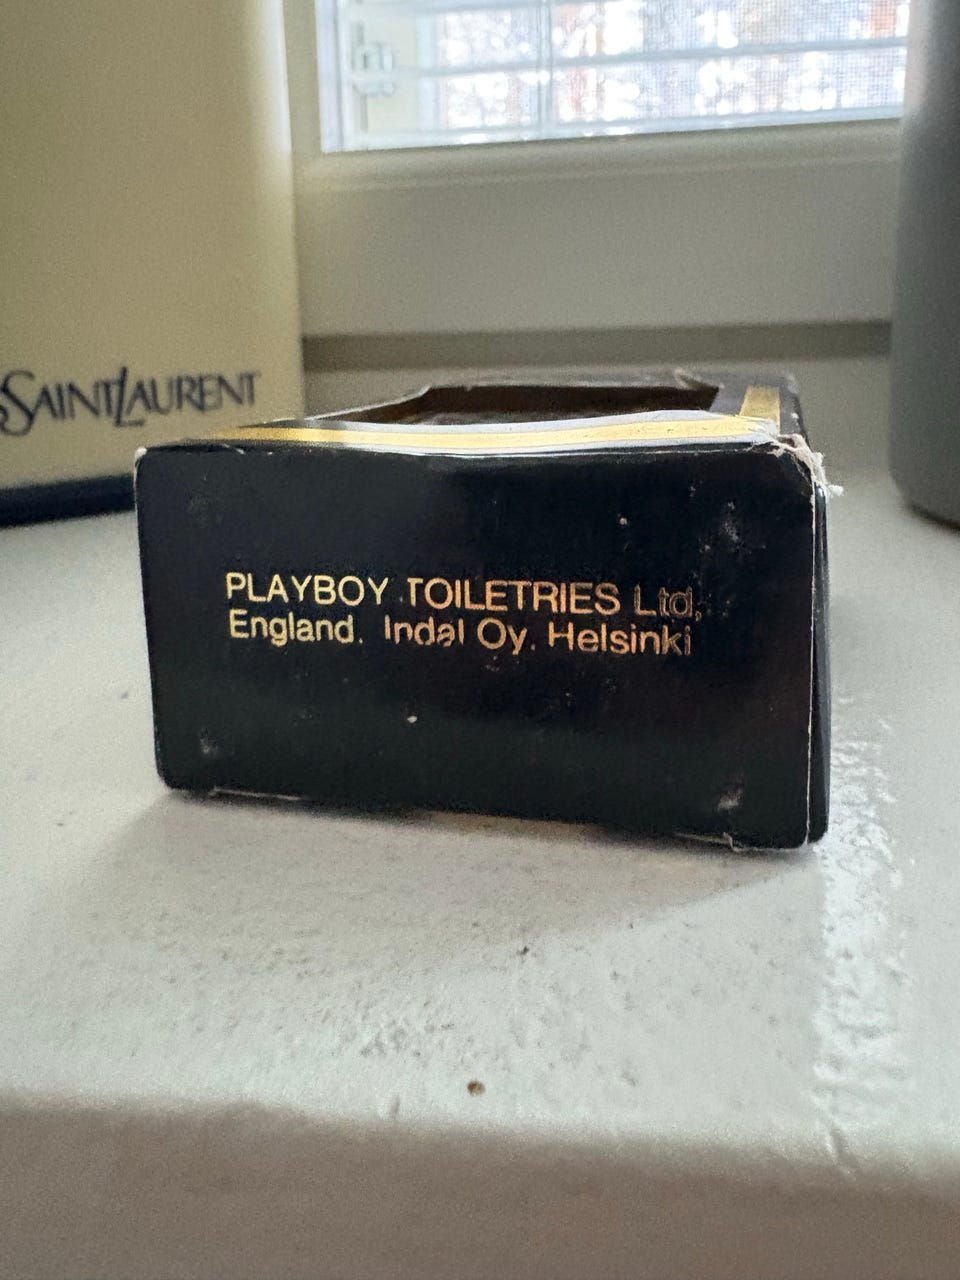 SAINTLAURENT
PLAYBOY TOILETRIES Ltd,
England. Indal Oy. Helsinki